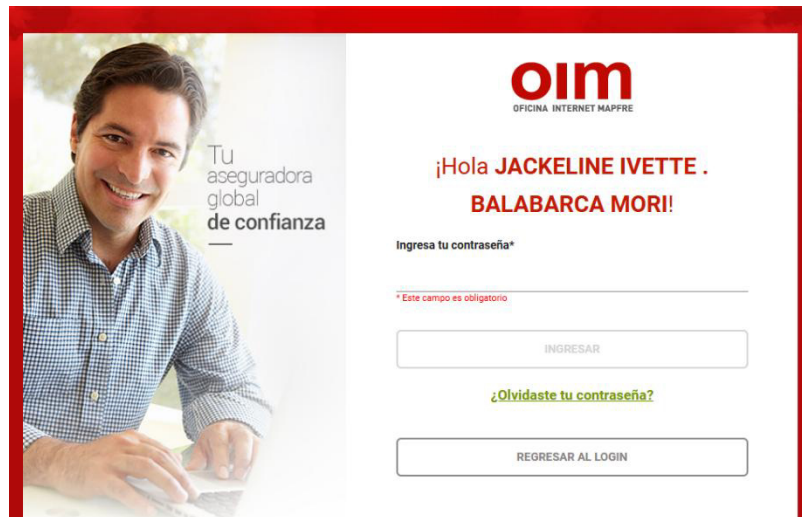 Tu
aseguradora
global
de confianza
oim
OFICINA INTERNET MAPFRE
¡Hola JACKELINE IVETTE .
BALABARCA MORI!
Ingresa tu contraseña*
* Este campo es obligatorio
INGRESAR
¿Olvidaste tu contraseña?
REGRESAR AL LOGIN